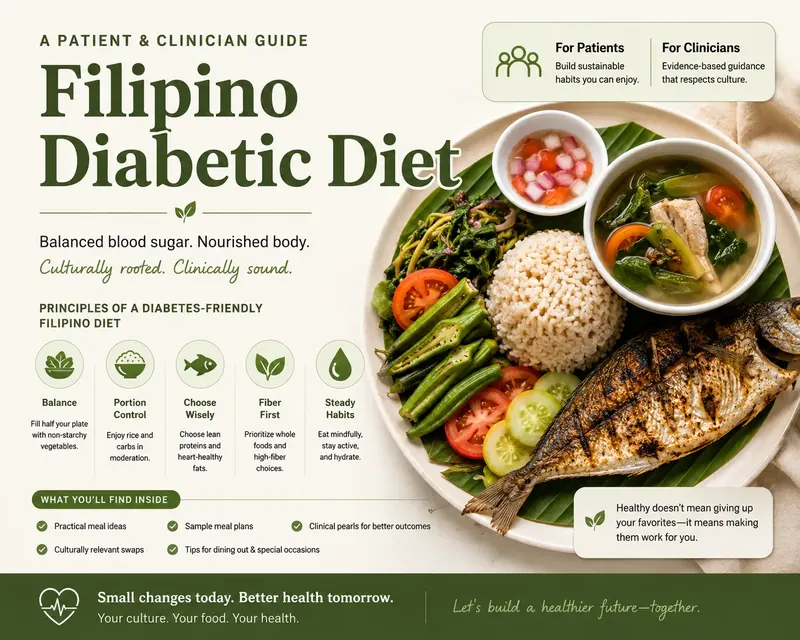 A PATIENT & CLINICIAN GUIDE
Filipino
Diabetic Diet
Balanced blood sugar. Nourished body.
Culturally rooted. Clinically sound.
For Patients
Build sustainable
habits you can enjoy.
For Clinicians
Evidence-based guidance
that respects culture.
PRINCIPLES OF A DIABETES-FRIENDLY
FILIPINO DIET
Balance
Fill half your plate
with non-starchy
vegetables.
Portion
Control
Enjoy rice and
carbs in
moderation.
Choose
Wisely
Choose lean
proteins and
heart-healthy
fats.
Fiber
First
Prioritize whole
foods and
high-fiber
choices.
Steady
Habits
Eat mindfully,
stay active,
and hydrate.
WHAT YOU'LL FIND INSIDE
Practical meal ideas
Sample meal plans
Clinical pearls for better outcomes
Culturally relevant swaps
Tips for dining out & special occasions
Healthy doesn't mean giving up
your favorites—it means making
them work for you.
Small changes today. Better health tomorrow.
Your culture. Your food. Your health.
Let's build a healthier future—together.